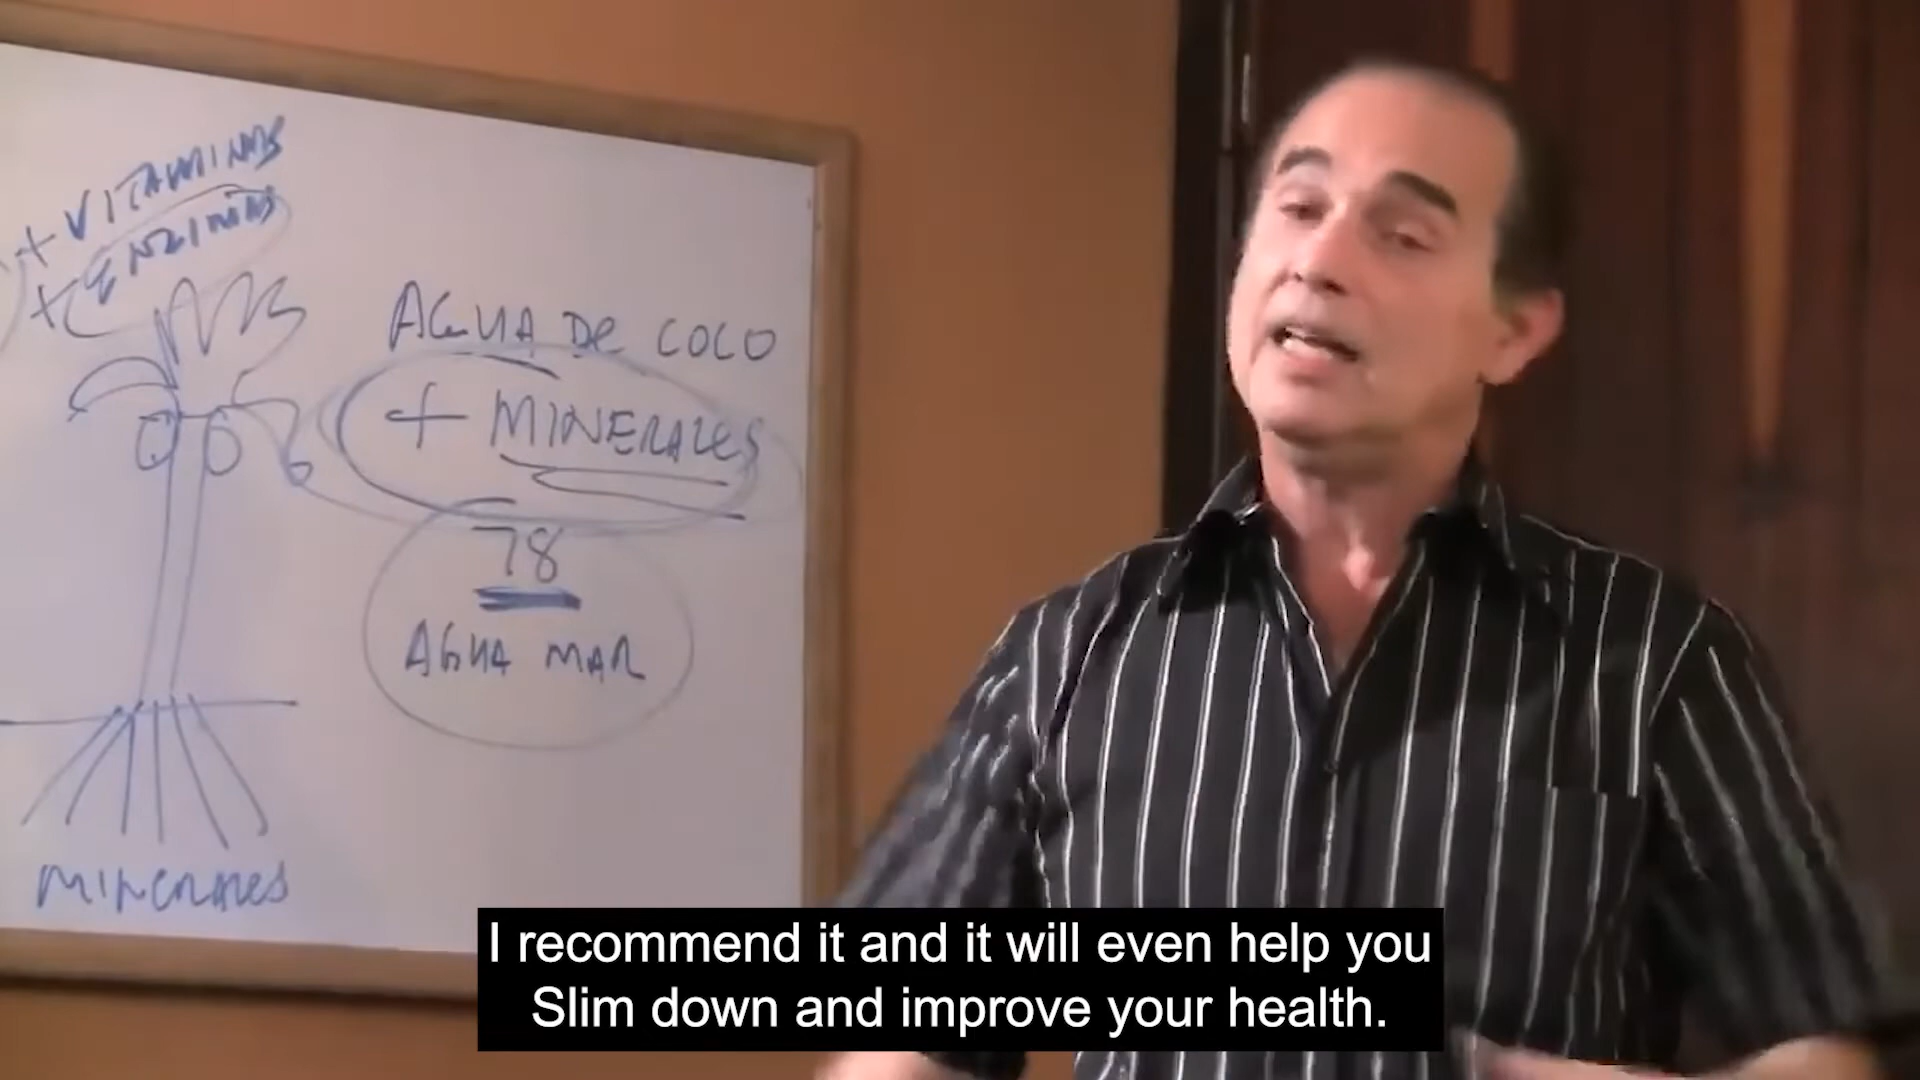 + VITAMINAS
+ ENZIMAS
AGUA DE COCO
+ MINERALES
78
AGUA MAR
MINERALES
I recommend it and it will even help you
Slim down and improve your health.